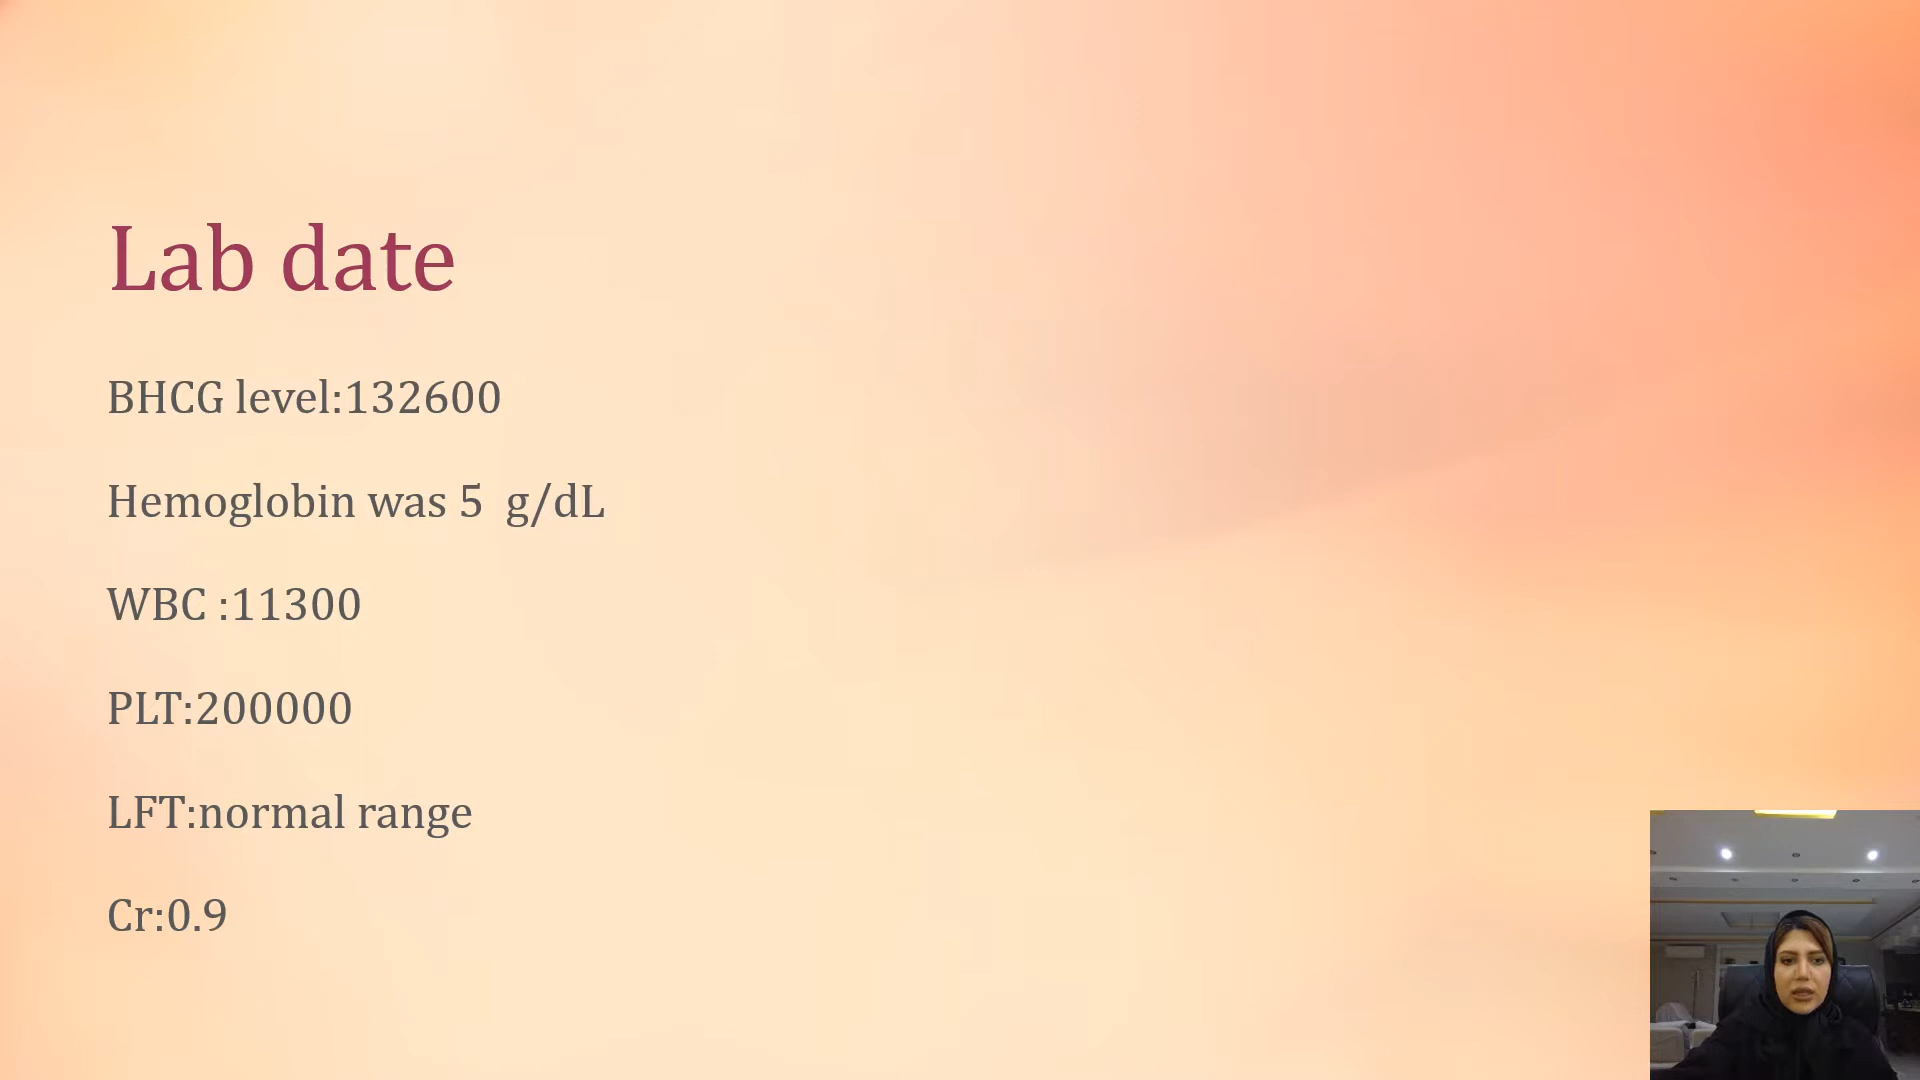 Lab date
BHCG level:132600
Hemoglobin was 5  g/dL
WBC :11300
PLT:200000
LFT:normal range
Cr:0.9